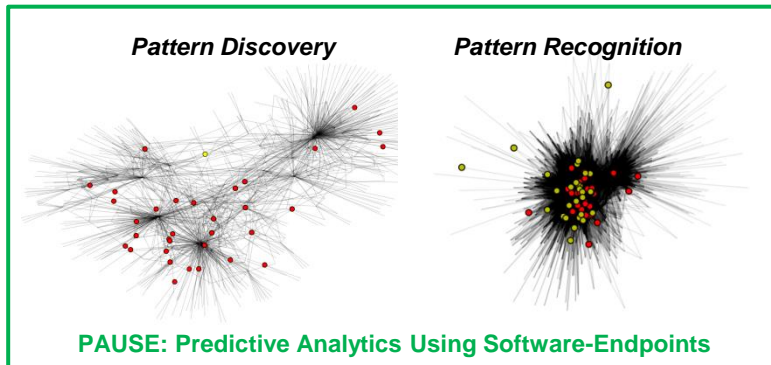 Pattern Discovery
Pattern Recognition
PAUSE: Predictive Analytics Using Software-Endpoints